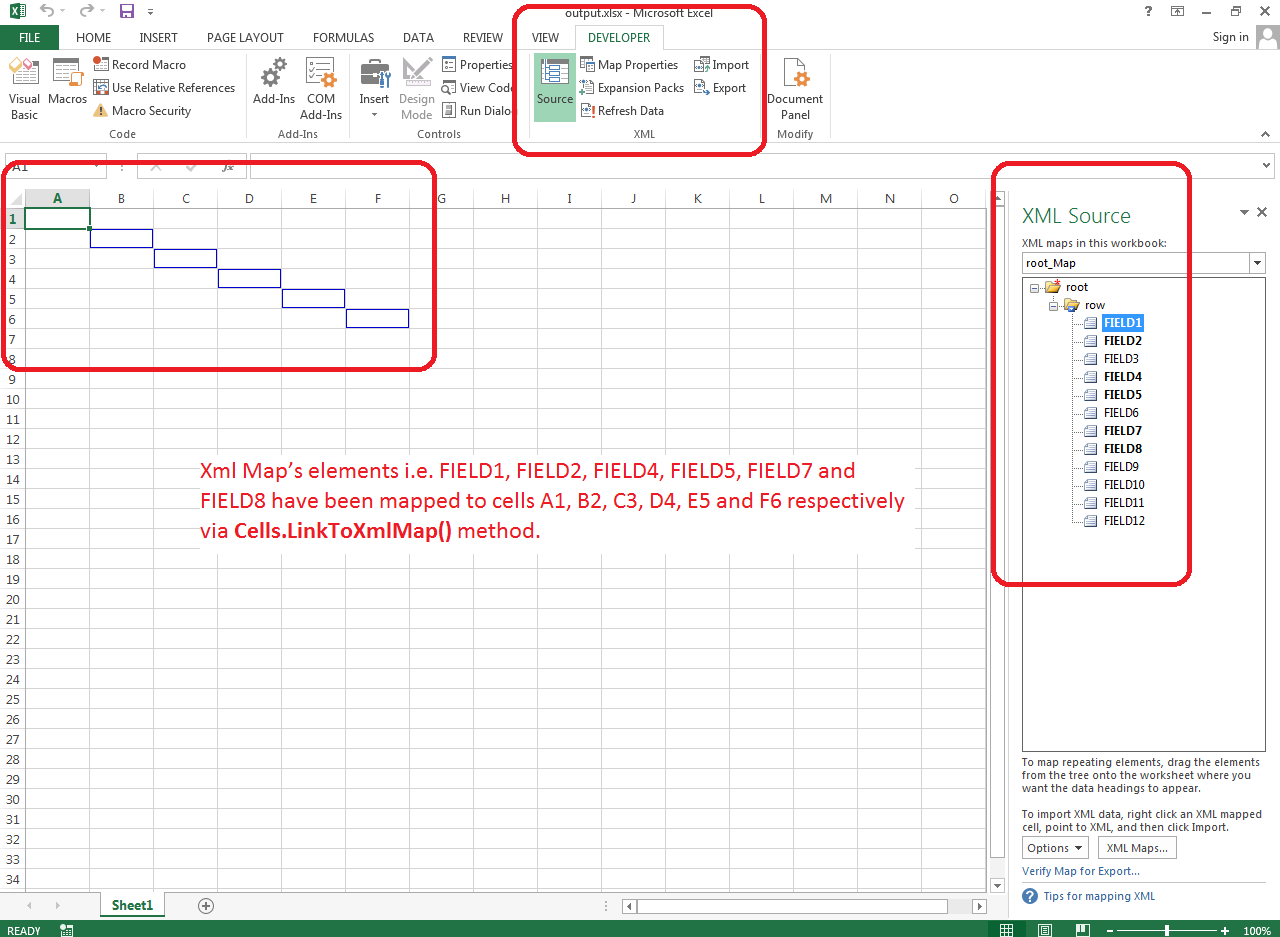 output.xlsx - Microsoft Excel
?
FILE HOME INSERT PAGE LAYOUT FORMULAS DATA REVIEW VIEW DEVELOPER Sign in
Visual Basic
Macros
Record Macro
Use Relative References
Macro Security
Code
Add-Ins
COM Add-Ins
Add-Ins
Insert
Design Mode
Properties
View Code
Run Dialo
Controls
Source
Map Properties
Expansion Packs
Refresh Data
Import
Export
XML
Document Panel
Modify
A1 fx
A B C D E F G H I J K L M N O
1
2
3
4
5
6
7
8
9
10
11
12
13
14
15
16
17
18
19
20
21
22
23
24
25
26
27
28
29
30
31
32
33
34
Xml Map’s elements i.e. FIELD1, FIELD2, FIELD4, FIELD5, FIELD7 and
FIELD8 have been mapped to cells A1, B2, C3, D4, E5 and F6 respectively
via Cells.LinkToXmlMap() method.
XML Source
XML maps in this workbook:
root_Map
root
row
FIELD1
FIELD2
FIELD3
FIELD4
FIELD5
FIELD6
FIELD7
FIELD8
FIELD9
FIELD10
FIELD11
FIELD12
To map repeating elements, drag the elements
from the tree onto the worksheet where you
want the data headings to appear.
To import XML data, right click an XML mapped
cell, point to XML, and then click Import.
Options XML Maps...
Verify Map for Export...
? Tips for mapping XML
Sheet1
READY 100%